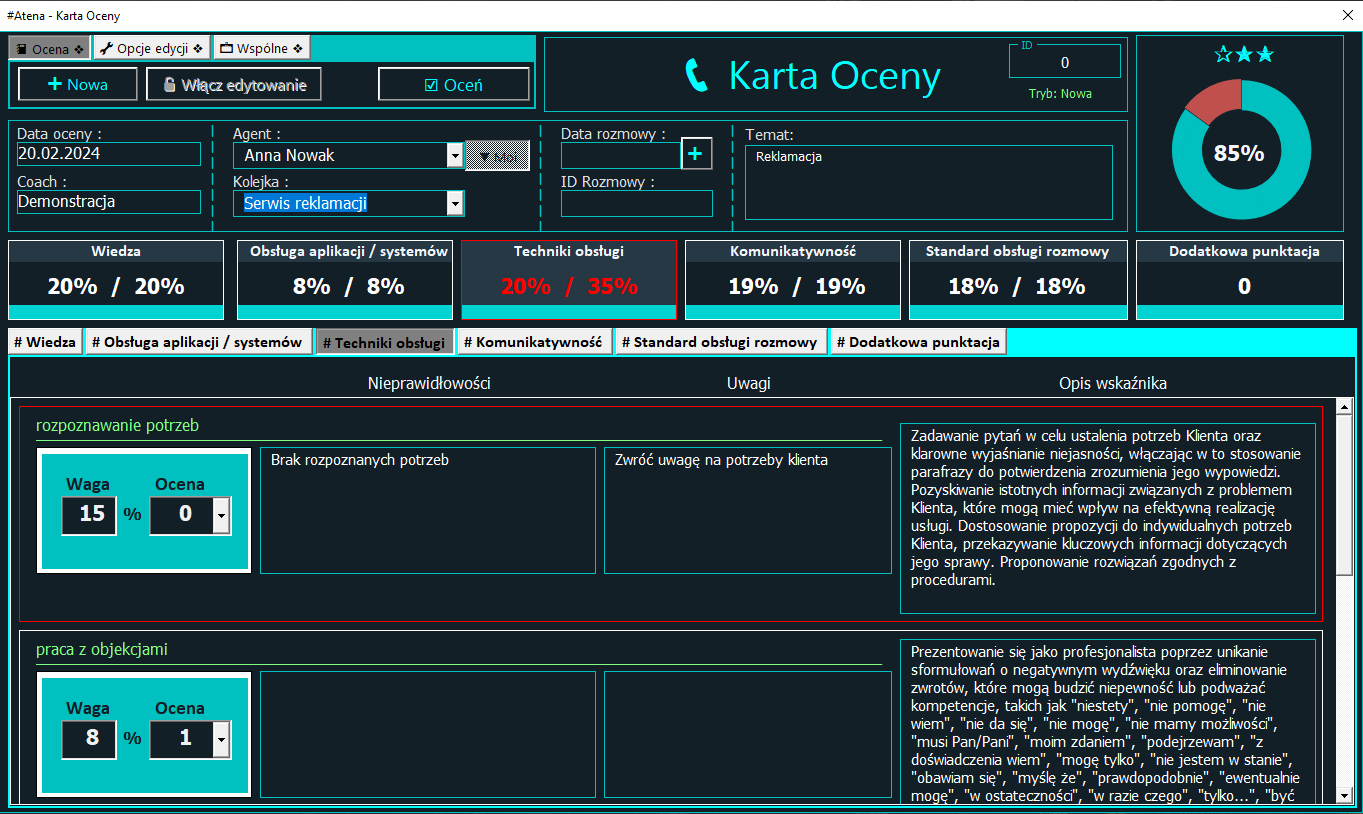 #Atena - Karta Oceny
Ocena
Opcje edycji
Wspólne
+ Nowa
Włącz edytowanie
Oceń
Karta Oceny
ID
0
Tryb: Nowa
85%
Data oceny :
20.02.2024
Coach :
Demonstracja
Agent :
Anna Nowak
Kolejka :
Serwis reklamacji
Data rozmowy :
+
ID Rozmowy :
Temat:
Reklamacja
Wiedza
20% / 20%
Obsługa aplikacji / systemów
8% / 8%
Techniki obsługi
20% / 35%
Komunikatywność
19% / 19%
Standard obsługi rozmowy
18% / 18%
Dodatkowa punktacja
0
# Wiedza
# Obsługa aplikacji / systemów
# Techniki obsługi
# Komunikatywność
# Standard obsługi rozmowy
# Dodatkowa punktacja
Nieprawidłowości
Uwagi
Opis wskaźnika
rozpoznawanie potrzeb
Waga
Ocena
15 %
0
Brak rozpoznanych potrzeb
Zwróć uwagę na potrzeby klienta
Zadawanie pytań w celu ustalenia potrzeb Klienta oraz
klarowne wyjaśnianie niejasności, włączając w to stosowanie
parafrazy do potwierdzenia zrozumienia jego wypowiedzi.
Pozyskiwanie istotnych informacji związanych z problemem
Klienta, które mogą mieć wpływ na efektywną realizację
usługi. Dostosowanie propozycji do indywidualnych potrzeb
Klienta, przekazywanie kluczowych informacji dotyczących
jego sprawy. Proponowanie rozwiązań zgodnych z
procedurami.
praca z objekcjami
Waga
Ocena
8 %
1
Prezentowanie się jako profesjonalista poprzez unikanie
sformułowań o negatywnym wydźwięku oraz eliminowanie
zwrotów, które mogą budzić niepewność lub podważać
kompetencje, takich jak "niestety", "nie pomogę", "nie
wiem", "nie da się", "nie mogę", "nie mamy możliwości",
"musi Pan/Pani", "moim zdaniem", "podejrzewam", "z
doświadczenia wiem", "mogę tylko", "nie jestem w stanie",
"obawiam się", "myślę że", "prawdopodobnie", "ewentualnie
mogę", "w ostateczności", "w razie czego", "tylko...", "być